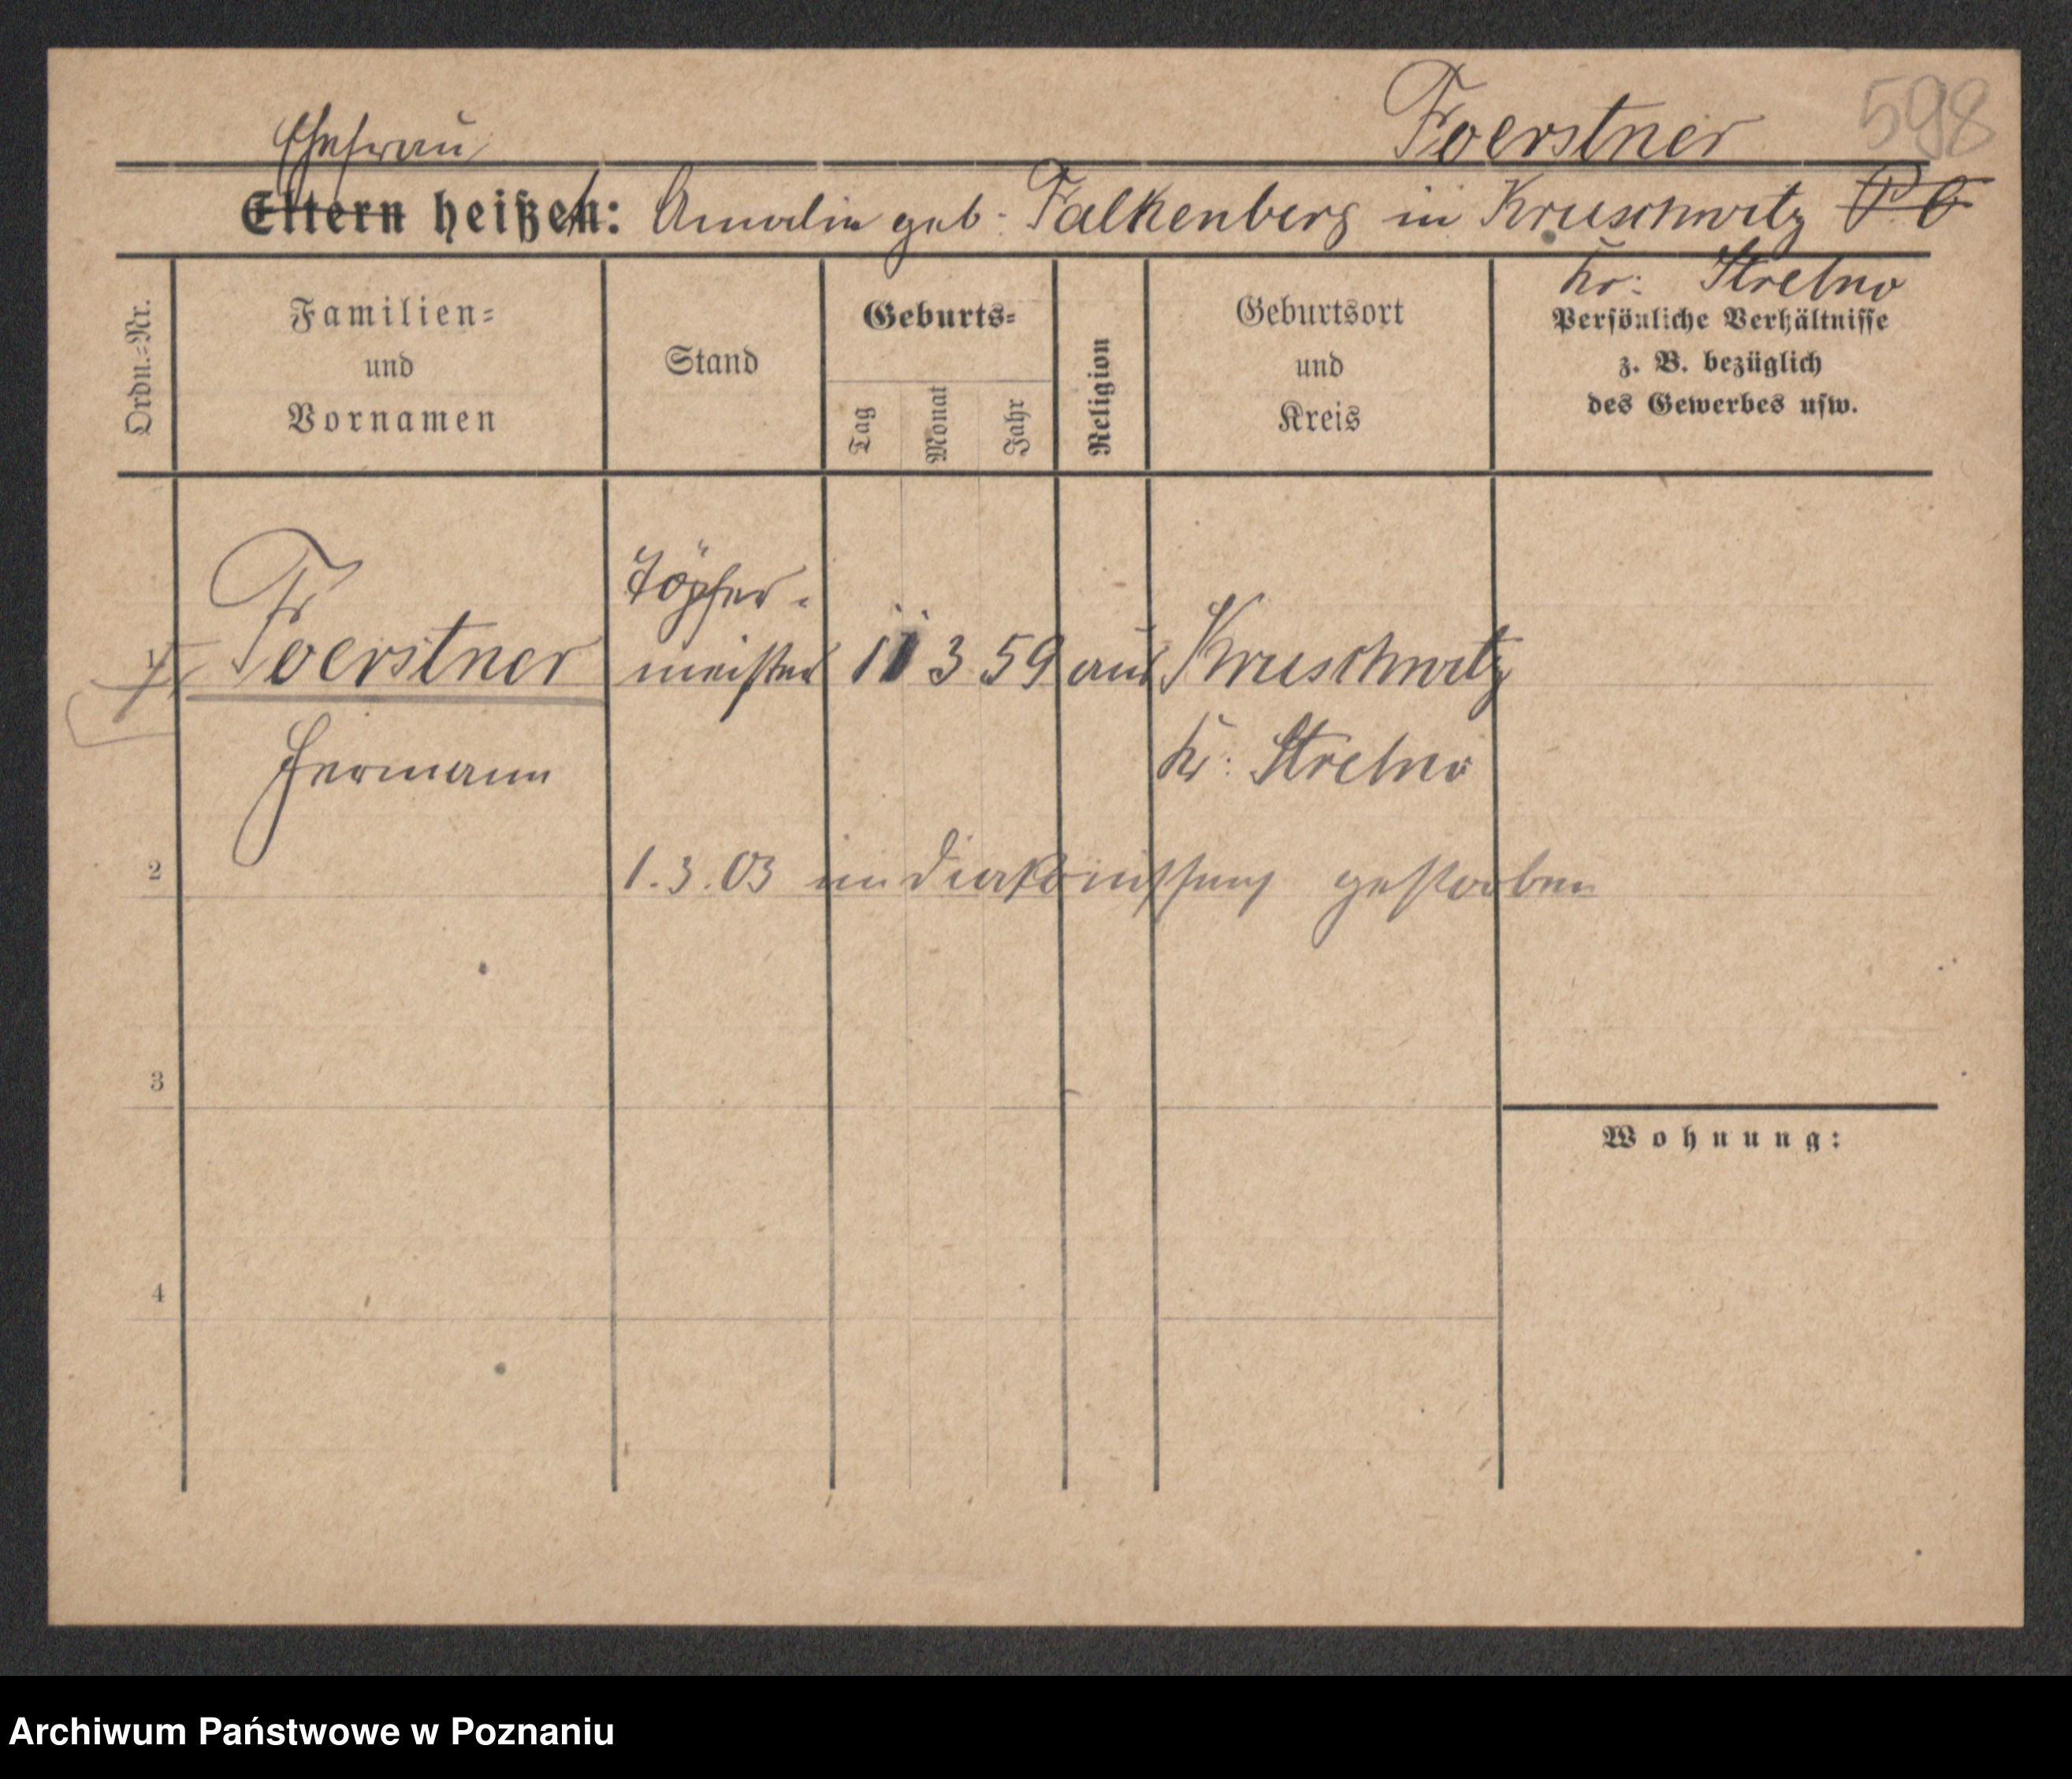 598
Foerstner
Ehefrau
Eltern heißen: Amalie geb. Falkenberg in Kruschwitz
Kr. Strelno
Ordn.=Nr.
Familien=
und
Vornamen
Stand
Geburts=
Tag
Monat
Jahr
Religion
Geburtsort
und
Kreis
Persönliche Verhältnisse
z. B. bezüglich
des Gewerbes usw.
Töpfer-
Foerstner meister 11 3 59 Kruschwitz
Hermann Kr: Strelno
2 1.3.03 im gestorben
3
Wohnung:
4
Archiwum Państwowe w Poznaniu